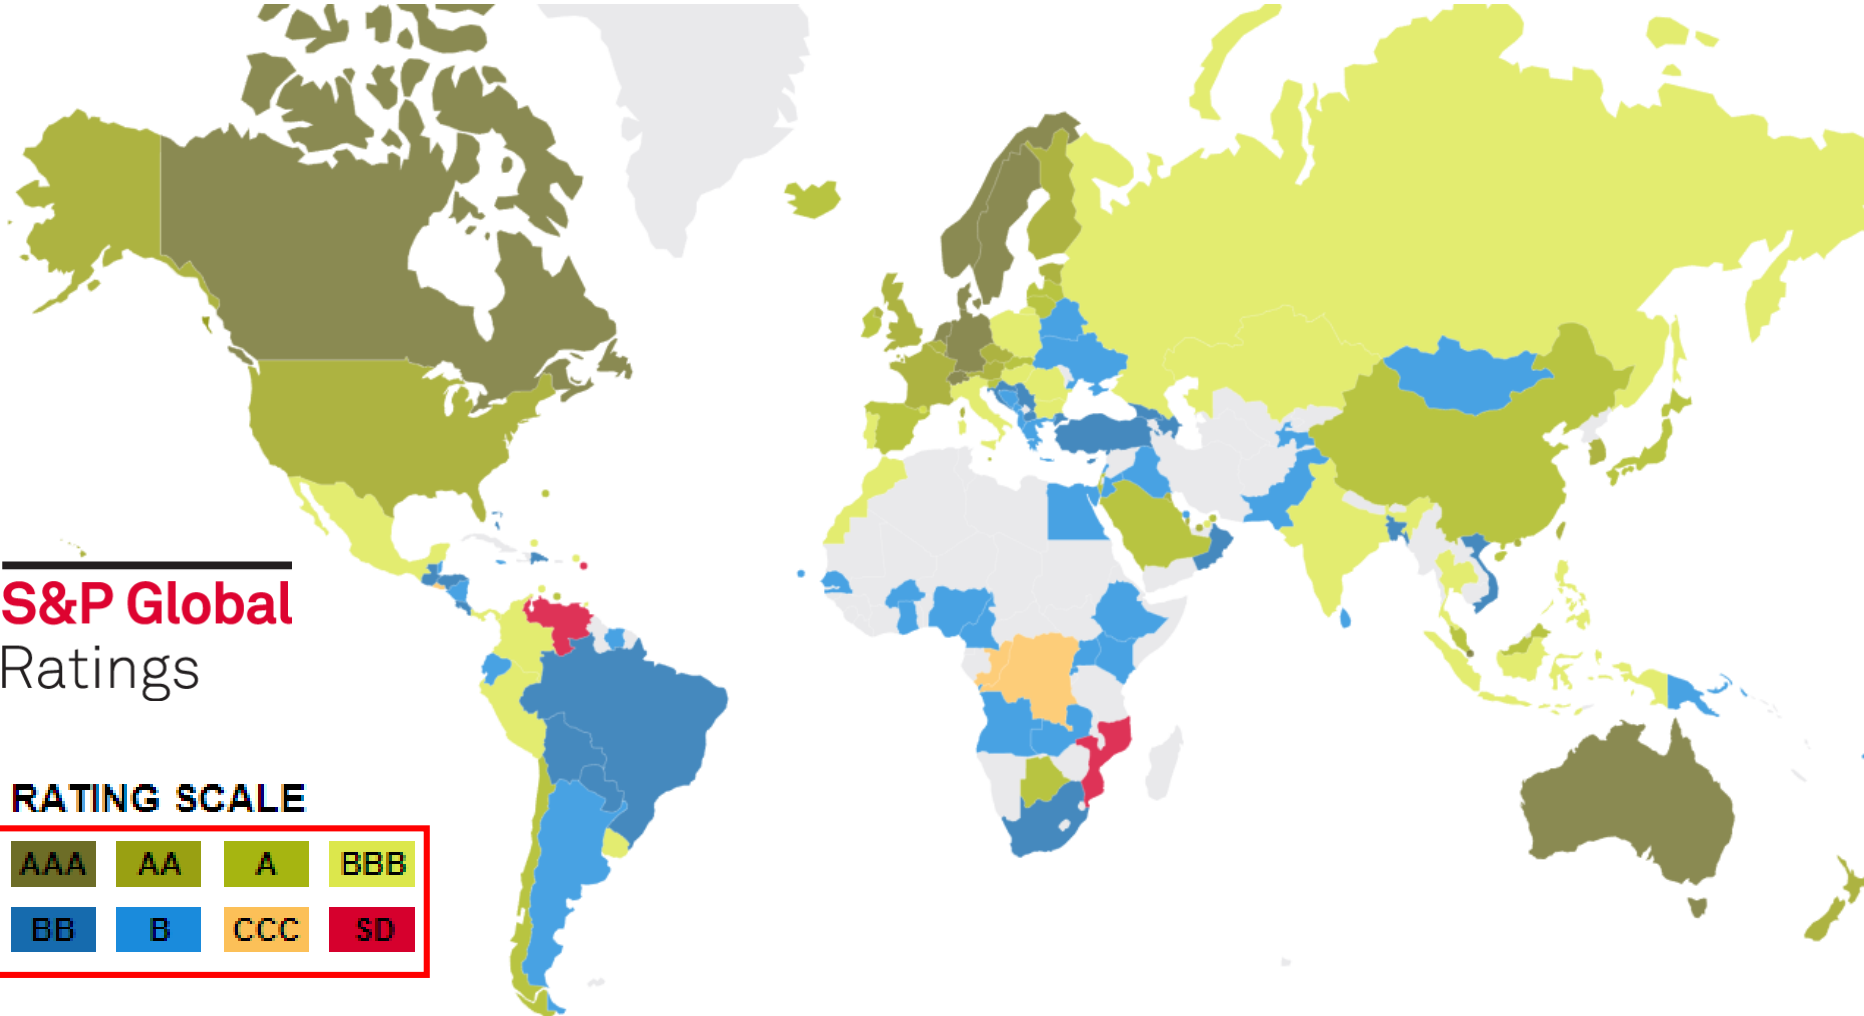 S&P Global
Ratings
RATING SCALE
AAA AA A BBB
BB B CCC SD